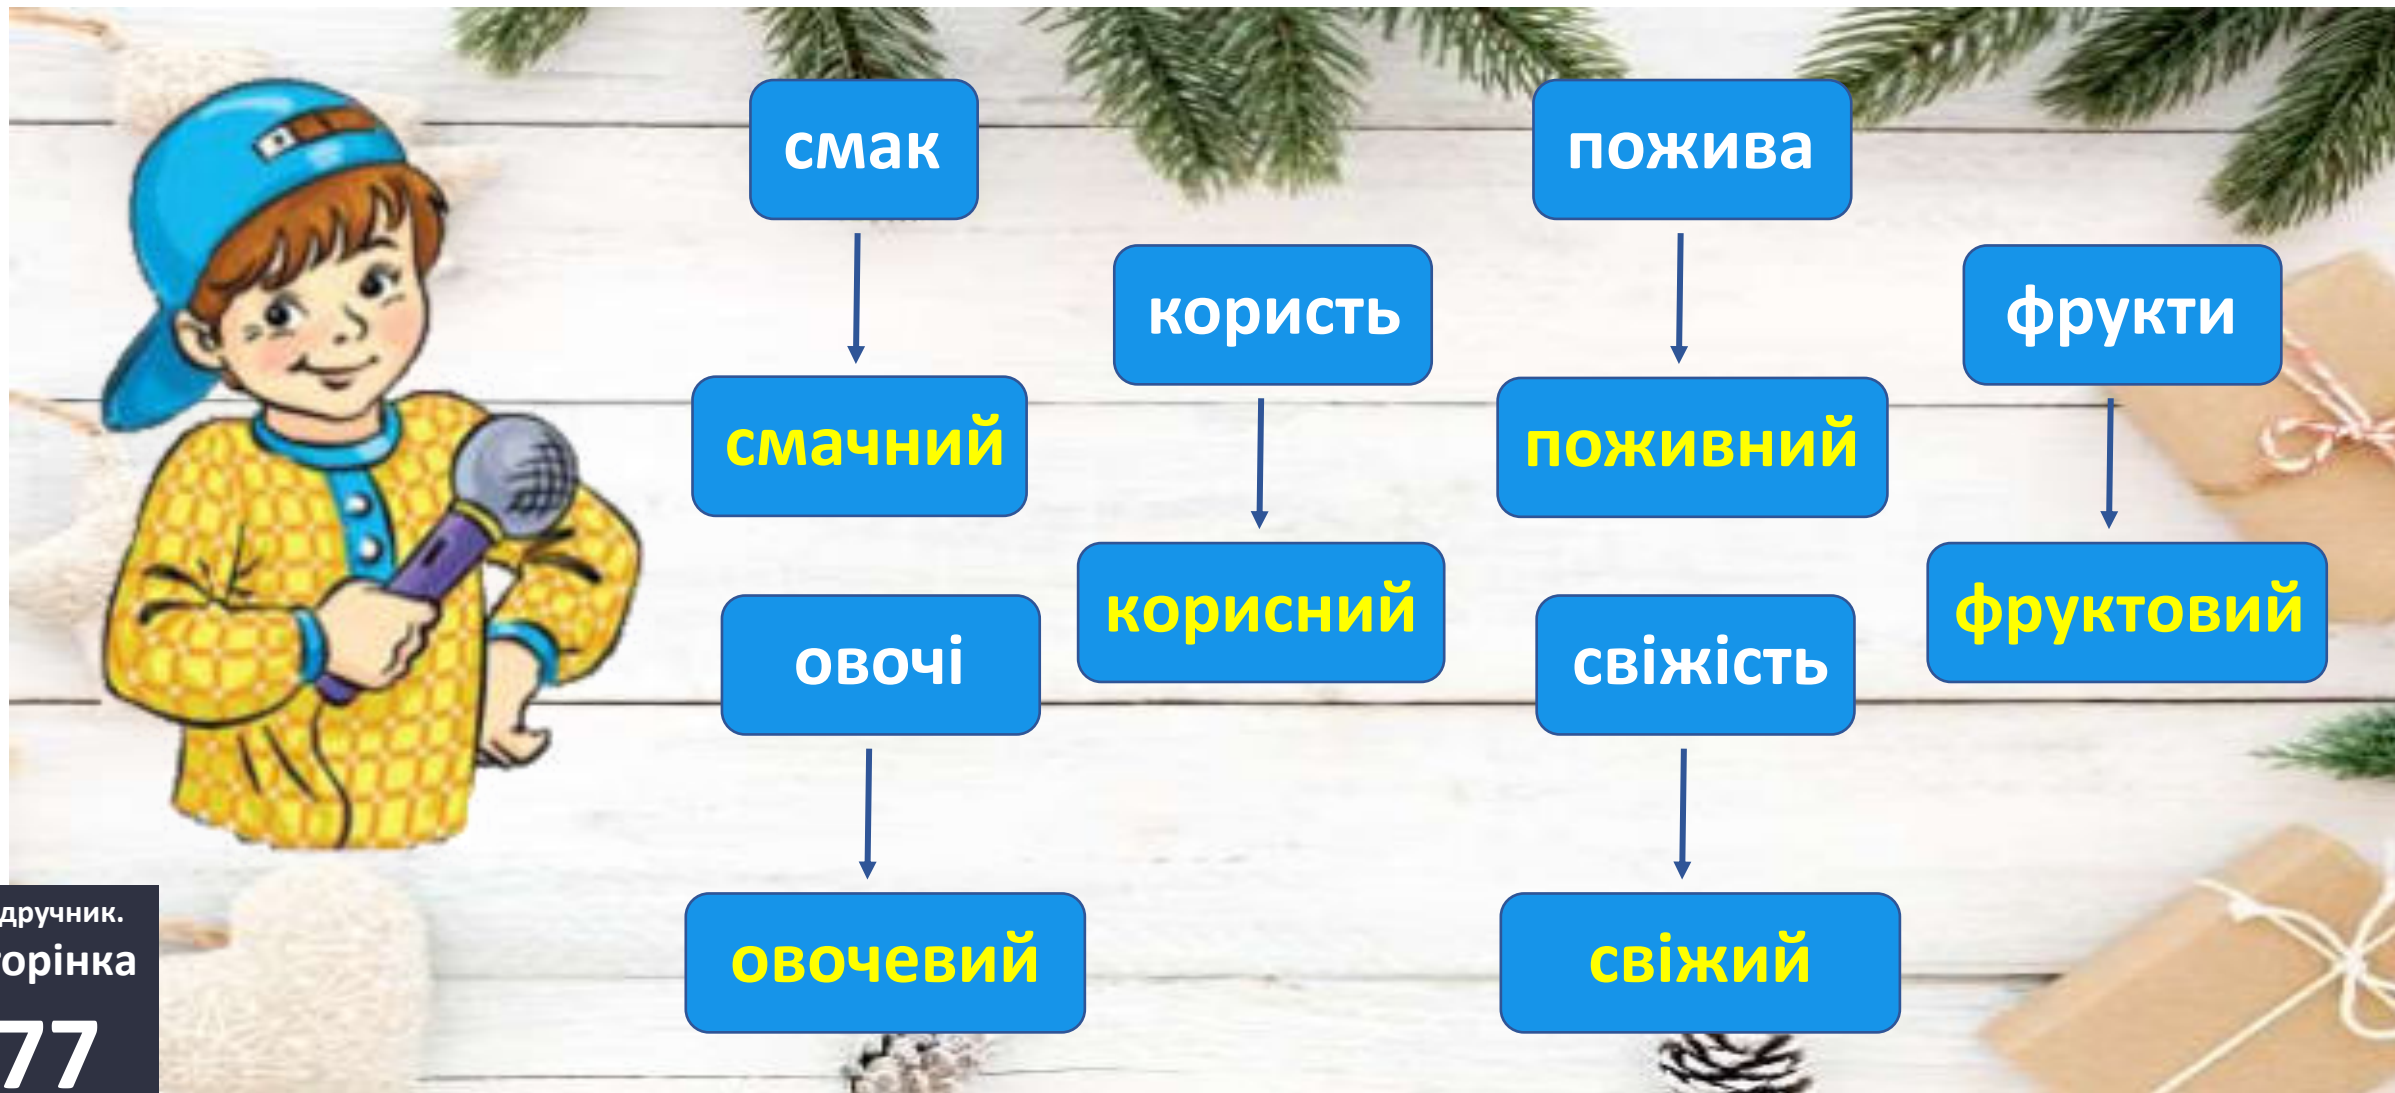 смак
пожива
користь
фрукти
смачний
поживний
корисний
фруктовий
овочі
свіжість
овочевий
свіжий
дручник.
орінка
77